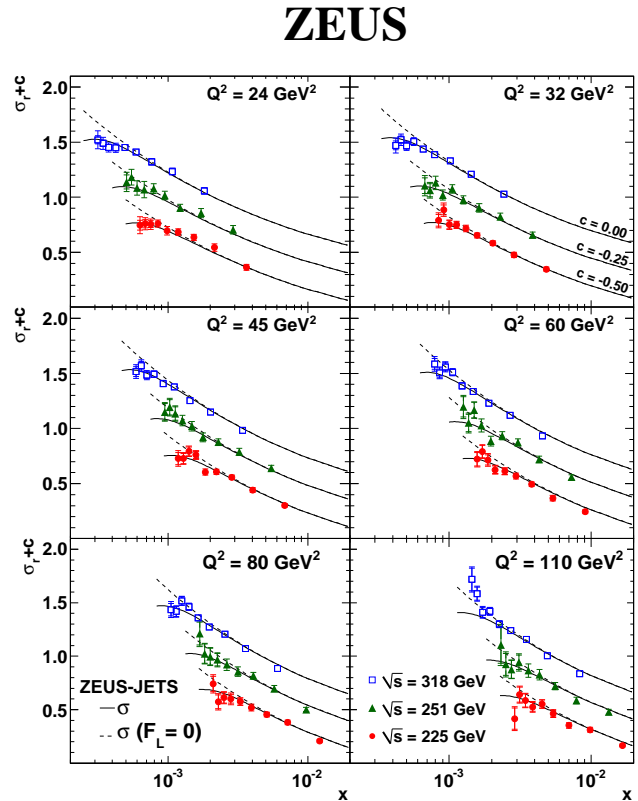 ZEUS
σr+c
2.0
1.5
1.0
0.5
Q² = 24 GeV²
Q² = 32 GeV²
c = 0.00
c = -0.25
c = -0.50
σr+c
2.0
1.5
1.0
0.5
Q² = 45 GeV²
Q² = 60 GeV²
σr+c
2.0
1.5
1.0
0.5
0.0
Q² = 80 GeV²
Q² = 110 GeV²
ZEUS-JETS
σ
σ (FL = 0)
√s = 318 GeV
√s = 251 GeV
√s = 225 GeV
10⁻³ 10⁻² 10⁻³ 10⁻²
x x